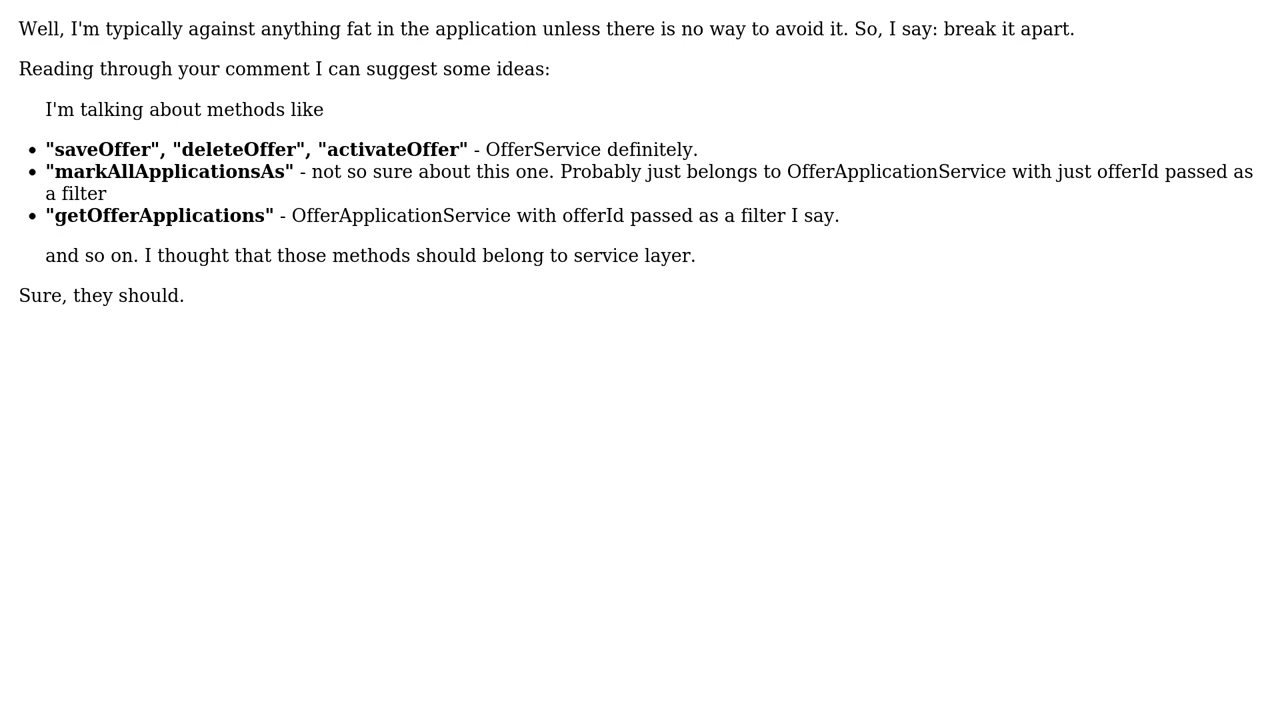 Well, I'm typically against anything fat in the application unless there is no way to avoid it. So, I say: break it apart.
Reading through your comment I can suggest some ideas:
I'm talking about methods like
• "saveOffer", "deleteOffer", "activateOffer" - OfferService definitely.
• "markAllApplicationsAs" - not so sure about this one. Probably just belongs to OfferApplicationService with just offerId passed as
a filter
• "getOfferApplications" - OfferApplicationService with offerId passed as a filter I say.
and so on. I thought that those methods should belong to service layer.
Sure, they should.